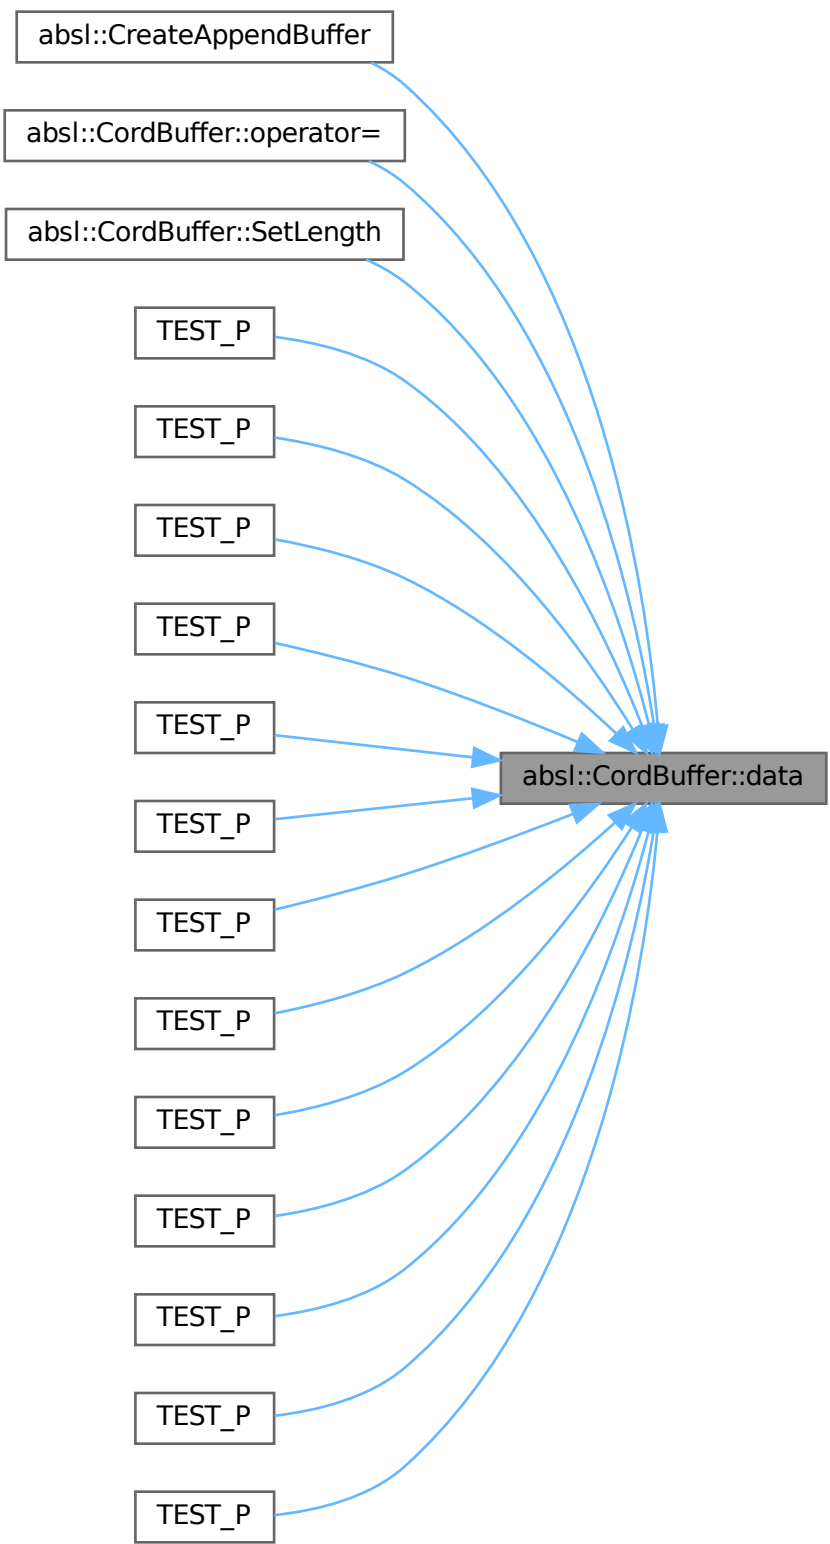 absl::CreateAppendBuffer
absl::CordBuffer::operator=
absl::CordBuffer::SetLength
TEST_P
TEST_P
TEST_P
TEST_P
TEST_P
absl::CordBuffer::data
TEST_P
TEST_P
TEST_P
TEST_P
TEST_P
TEST_P
TEST_P
TEST_P